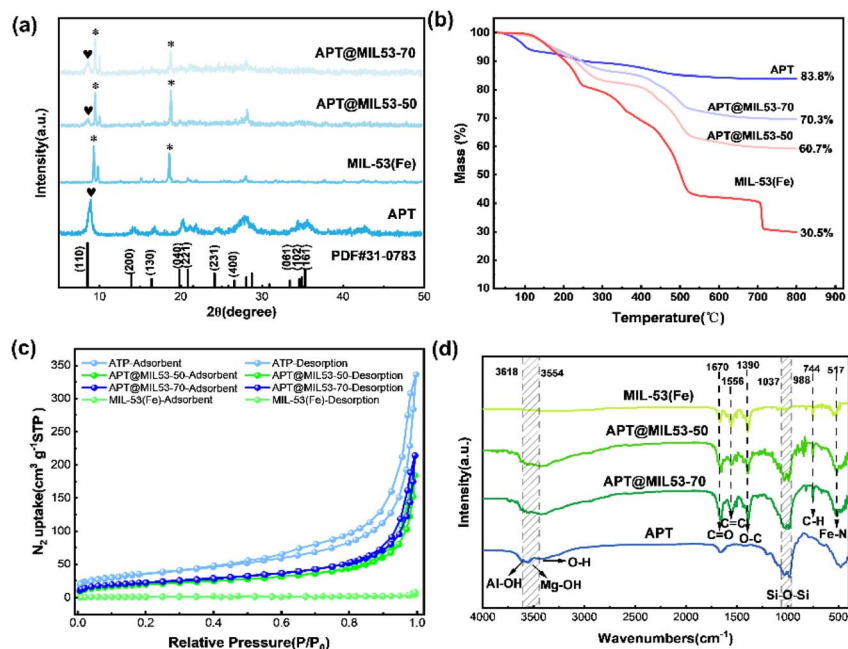 (a)
APT@MIL53-70
APT@MIL53-50
MIL-53(Fe)
APT
PDF#31-0783
(110)
(200)
(130)
(040)
(221)
(231)
(400)
(061)
(102)
(161)
10 20 30 40 50
2θ(degree)
Intensity(a.u.)
(b)
100
90
80
70
60
50
40
30
20
10
0 100 200 300 400 500 600 700 800 900
Mass (%)
Temperature(℃)
APT
83.8%
APT@MIL53-70
70.3%
APT@MIL53-50
60.7%
MIL-53(Fe)
30.5%
(c)
ATP-Adsorbent ATP-Desorption
APT@MIL53-50-Adsorbent APT@MIL53-50-Desorption
APT@MIL53-70-Adsorbent APT@MIL53-70-Desorption
MIL-53(Fe)-Adsorbent MIL-53(Fe)-Desorption
350
300
250
200
150
100
50
0
0.0 0.2 0.4 0.6 0.8 1.0
N₂ uptake(cm³ g⁻¹STP)
Relative Pressure(P/P₀)
(d)
3618 3554 1670 1556 1390 1037 988 744 517
MIL-53(Fe)
APT@MIL53-50
APT@MIL53-70
APT
C=O C=C O-C C-H Fe-N
Al-OH
Mg-OH
O-H
Si-O-Si
4000 3500 3000 2500 2000 1500 1000 500
Intensity(a.u.)
Wavenumbers(cm⁻¹)